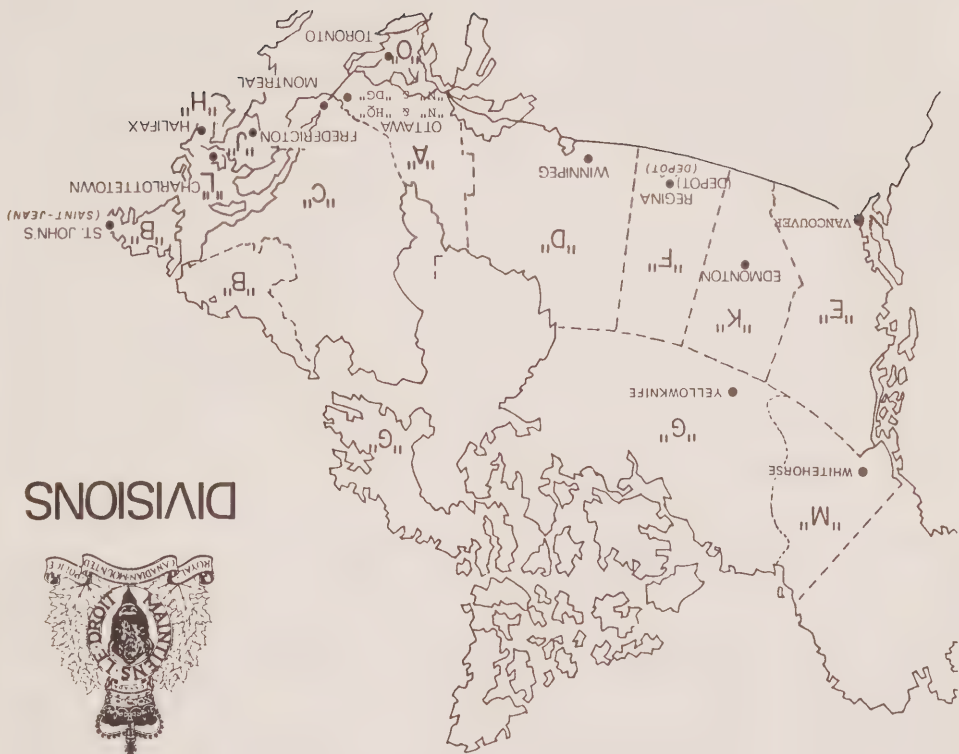 MAINTIENS LE DROIT
ROYAL CANADIAN MOUNTED POLICE
DIVISIONS
"M"
WHITEHORSE
"G"
"G"
YELLOWKNIFE
"E"
"K"
"F"
"D"
"B"
"B"
EDMONTON
VANCOUVER
REGINA
(DEPOT)
(DÉPÔT)
WINNIPEG
"C"
ST. JOHN'S
(SAINT-JEAN)
CHARLOTTETOWN
"L"
"A"
"J"
FREDERICTON
HALIFAX
"H"
OTTAWA
"N" & "HQ"
"N" & "DG"
MONTREAL
"O"
TORONTO